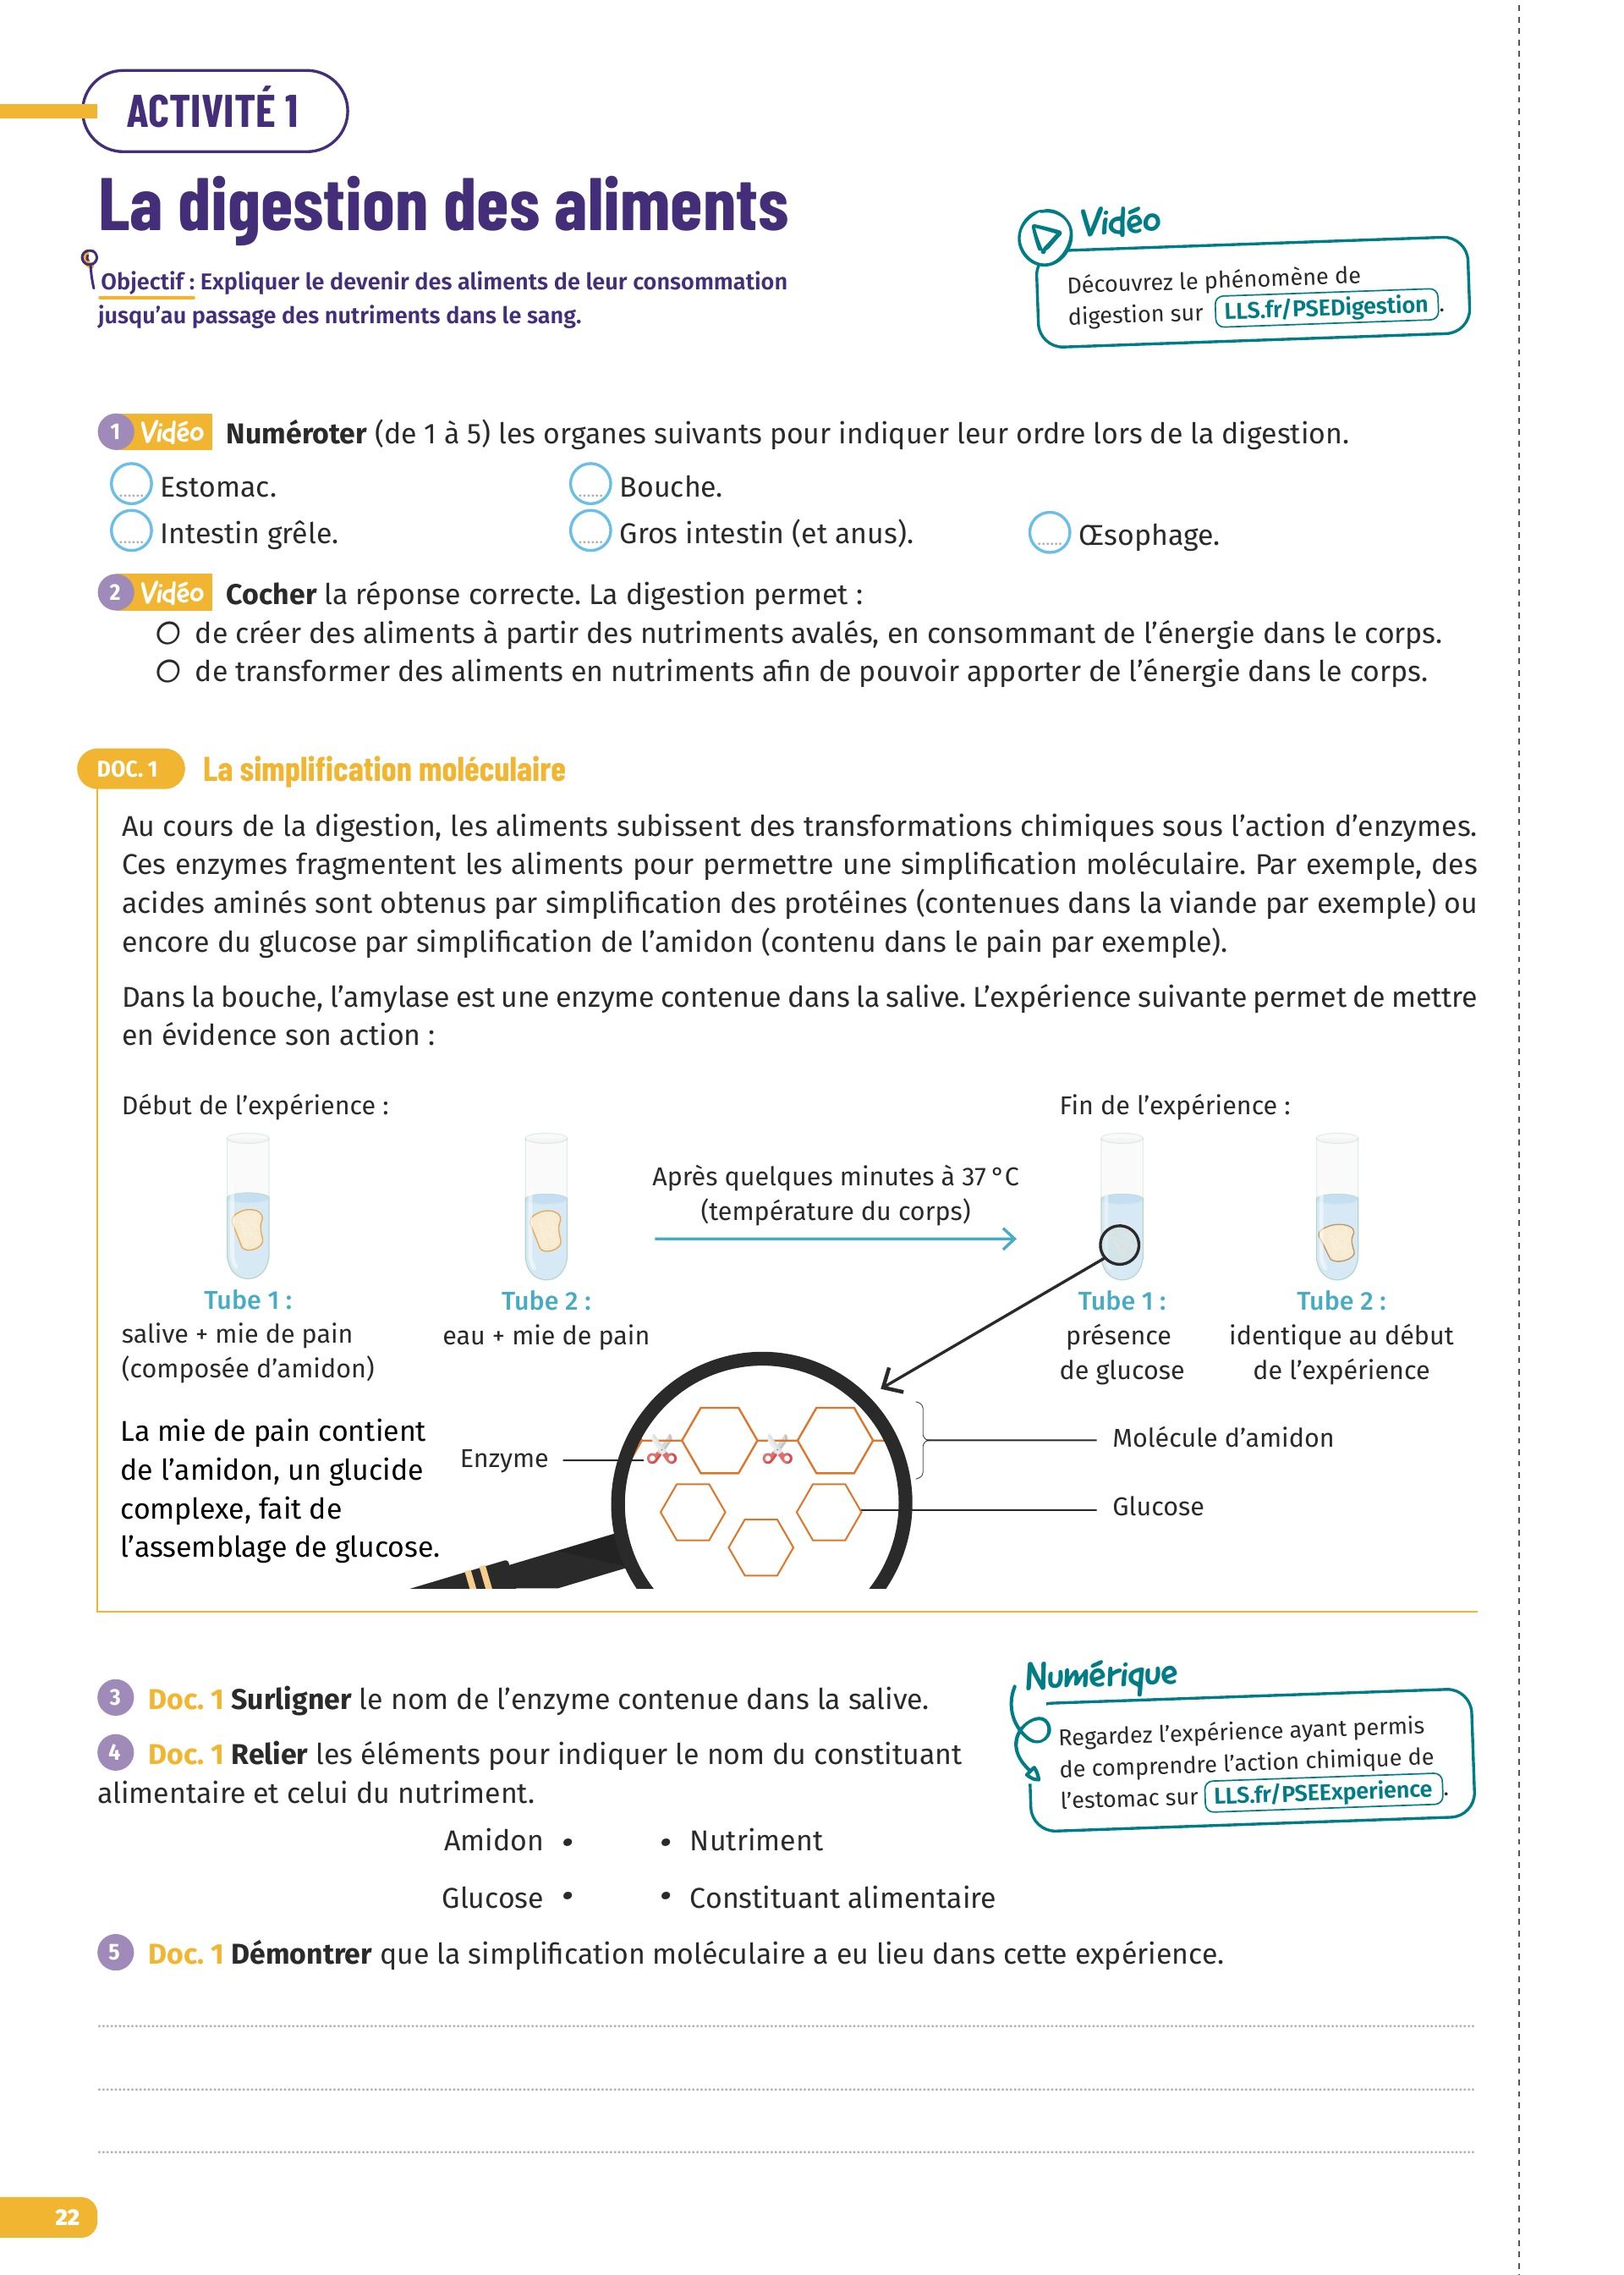 ACTIVITÉ 1
La digestion des aliments
Objectif : Expliquer le devenir des aliments de leur consommation
jusqu’au passage des nutriments dans le sang.
Vidéo
Découvrez le phénomène de
digestion sur LLS.fr/PSEDigestion.
1 Vidéo Numéroter (de 1 à 5) les organes suivants pour indiquer leur ordre lors de la digestion.
...... Estomac. ...... Bouche.
...... Intestin grêle. ...... Gros intestin (et anus). ...... Œsophage.
2 Vidéo Cocher la réponse correcte. La digestion permet :
de créer des aliments à partir des nutriments avalés, en consommant de l’énergie dans le corps.
de transformer des aliments en nutriments afin de pouvoir apporter de l’énergie dans le corps.
DOC. 1 La simplification moléculaire
Au cours de la digestion, les aliments subissent des transformations chimiques sous l’action d’enzymes.
Ces enzymes fragmentent les aliments pour permettre une simplification moléculaire. Par exemple, des
acides aminés sont obtenus par simplification des protéines (contenues dans la viande par exemple) ou
encore du glucose par simplification de l’amidon (contenu dans le pain par exemple).
Dans la bouche, l’amylase est une enzyme contenue dans la salive. L’expérience suivante permet de mettre
en évidence son action :
Début de l’expérience :
Fin de l’expérience :
Après quelques minutes à 37 °C
(température du corps)
Tube 1 :
salive + mie de pain
(composée d’amidon)
Tube 2 :
eau + mie de pain
Tube 1 :
présence
de glucose
Tube 2 :
identique au début
de l’expérience
La mie de pain contient
de l’amidon, un glucide
complexe, fait de
l’assemblage de glucose.
Enzyme
Molécule d’amidon
Glucose
3 Doc. 1 Surligner le nom de l’enzyme contenue dans la salive.
4 Doc. 1 Relier les éléments pour indiquer le nom du constituant
alimentaire et celui du nutriment.
Numérique
Regardez l’expérience ayant permis
de comprendre l’action chimique de
l’estomac sur LLS.fr/PSEExperience.
Amidon • • Nutriment
Glucose • • Constituant alimentaire
5 Doc. 1 Démontrer que la simplification moléculaire a eu lieu dans cette expérience.
22